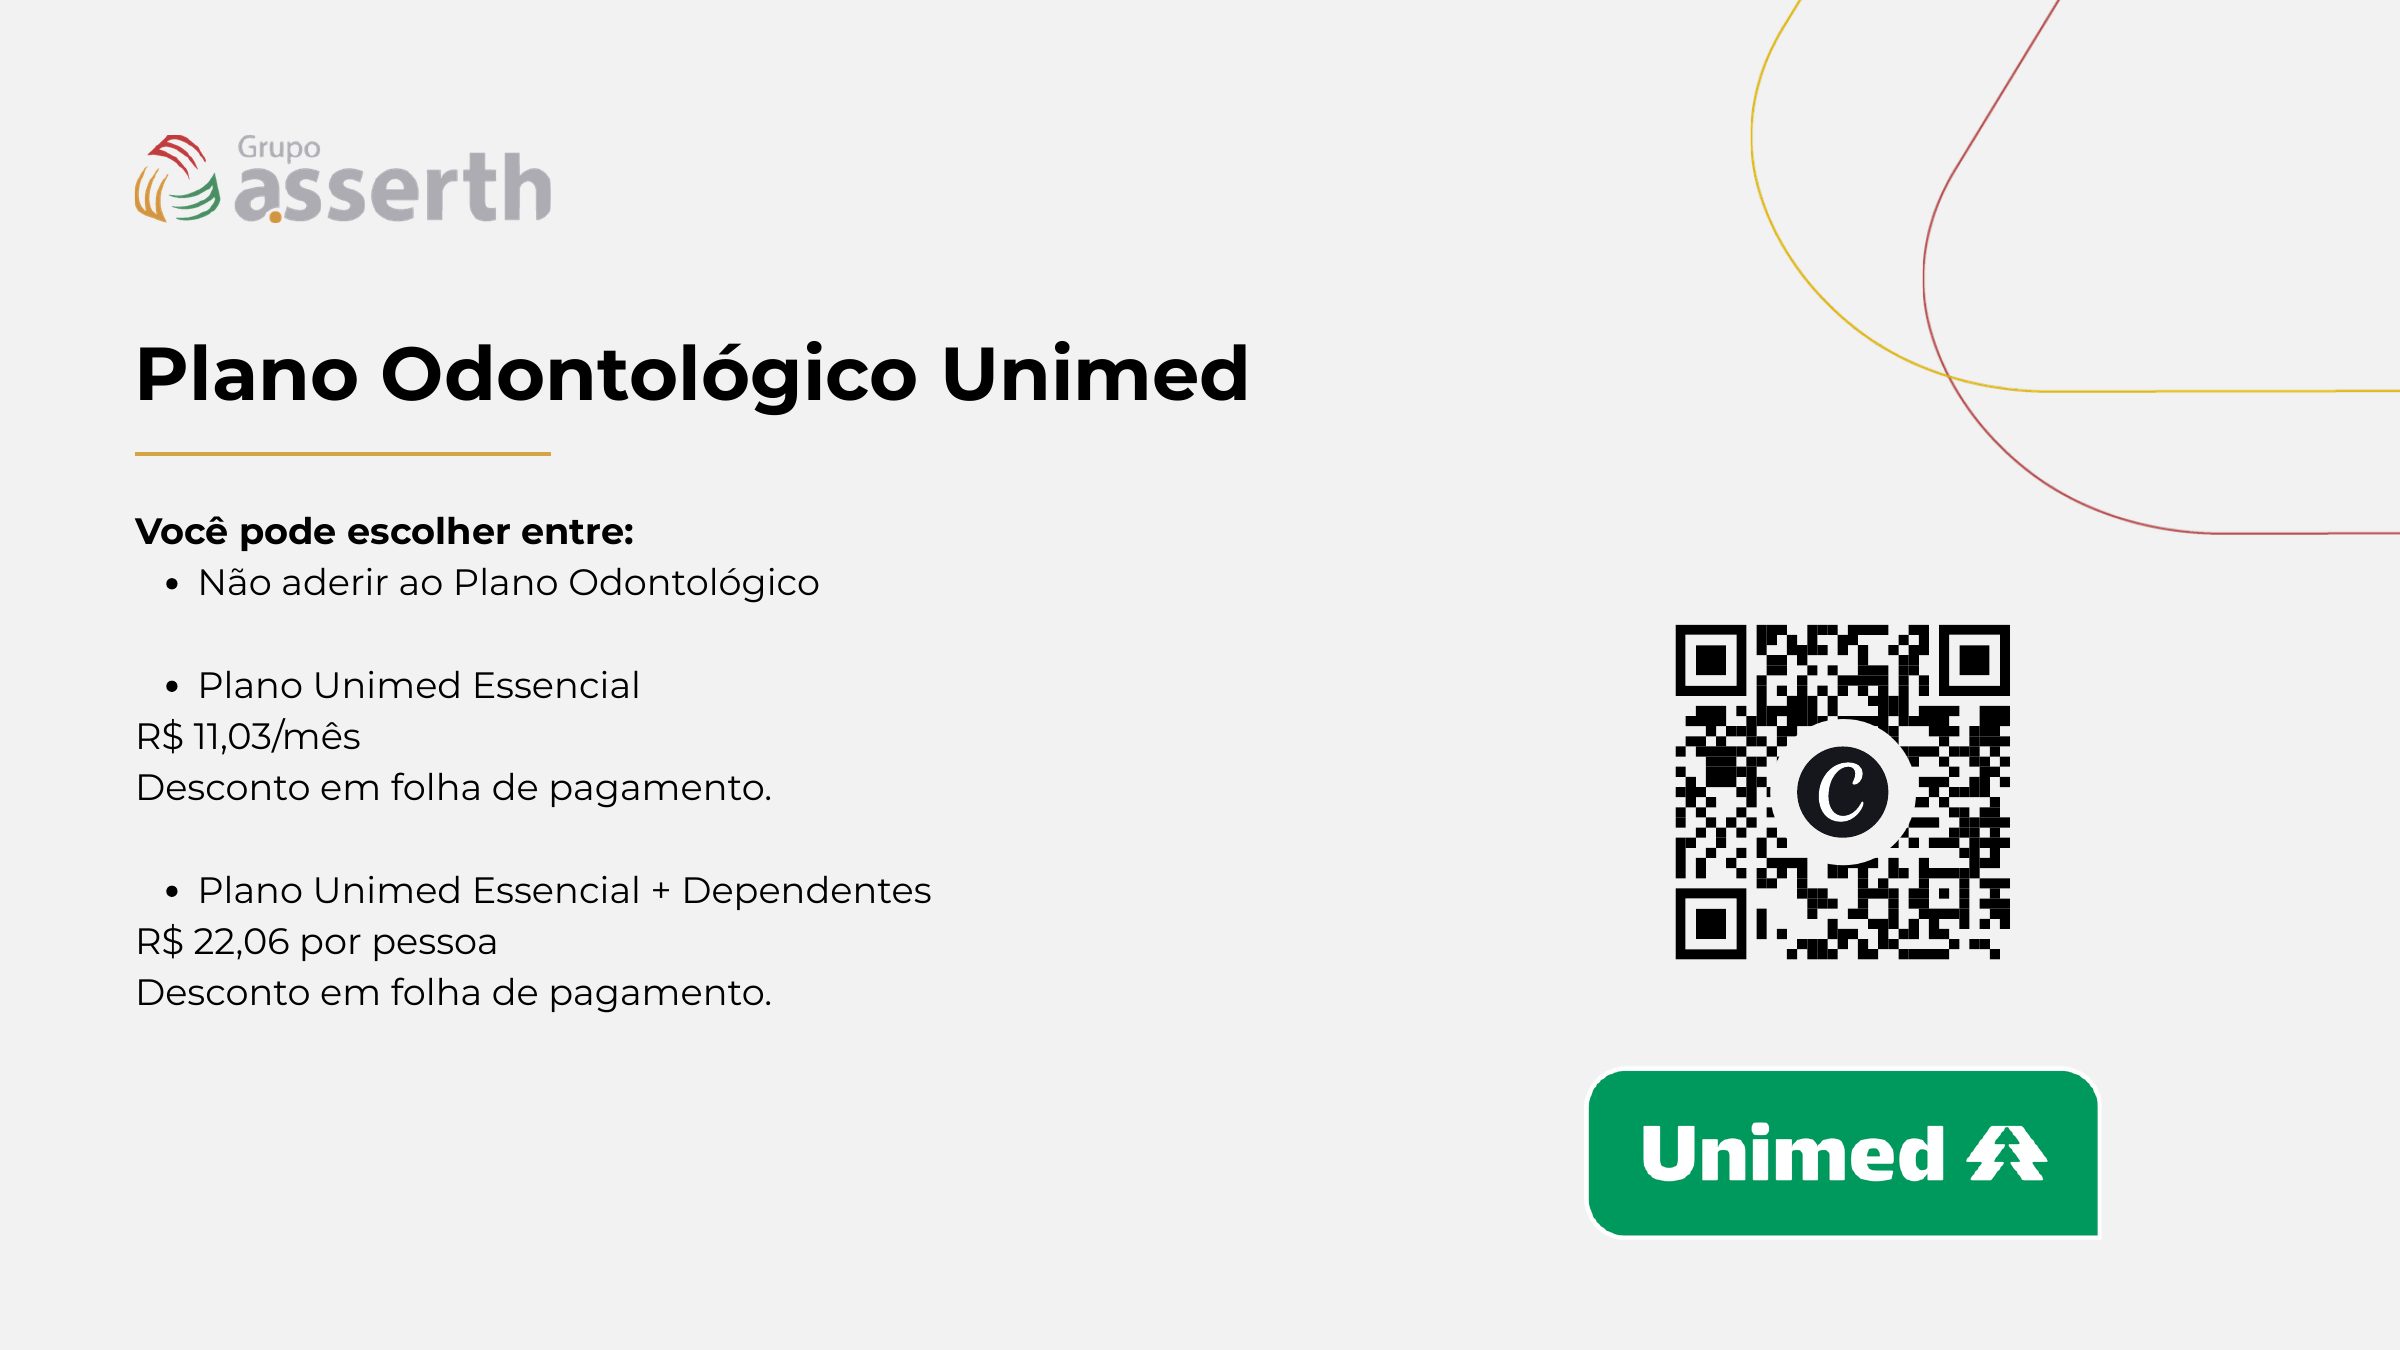 Grupo
asserth
Plano Odontológico Unimed
Você pode escolher entre:
• Não aderir ao Plano Odontológico
• Plano Unimed Essencial
R$ 11,03/mês
Desconto em folha de pagamento.
• Plano Unimed Essencial + Dependentes
R$ 22,06 por pessoa
Desconto em folha de pagamento.
C
Unimed